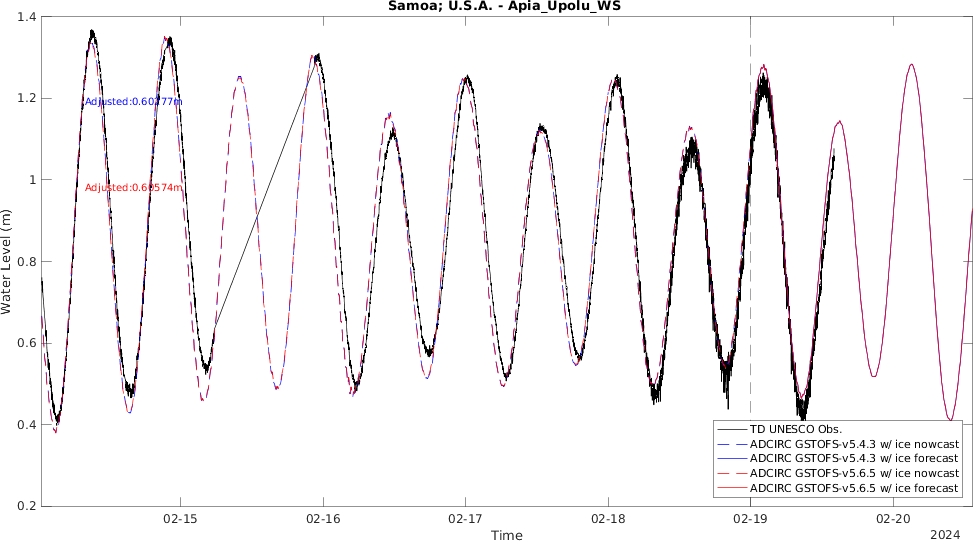 Samoa; U.S.A. - Apia_Upolu_WS
1.4
1.2
1
0.8
0.6
0.4
0.2
Water Level (m)
Adjusted:0.60277m
Adjusted:0.60574m
TD UNESCO Obs.
ADCIRC GSTOFS-v5.4.3 w/ ice nowcast
ADCIRC GSTOFS-v5.4.3 w/ ice forecast
ADCIRC GSTOFS-v5.6.5 w/ ice nowcast
ADCIRC GSTOFS-v5.6.5 w/ ice forecast
02-15 02-16 02-17 02-18 02-19 02-20
Time
2024